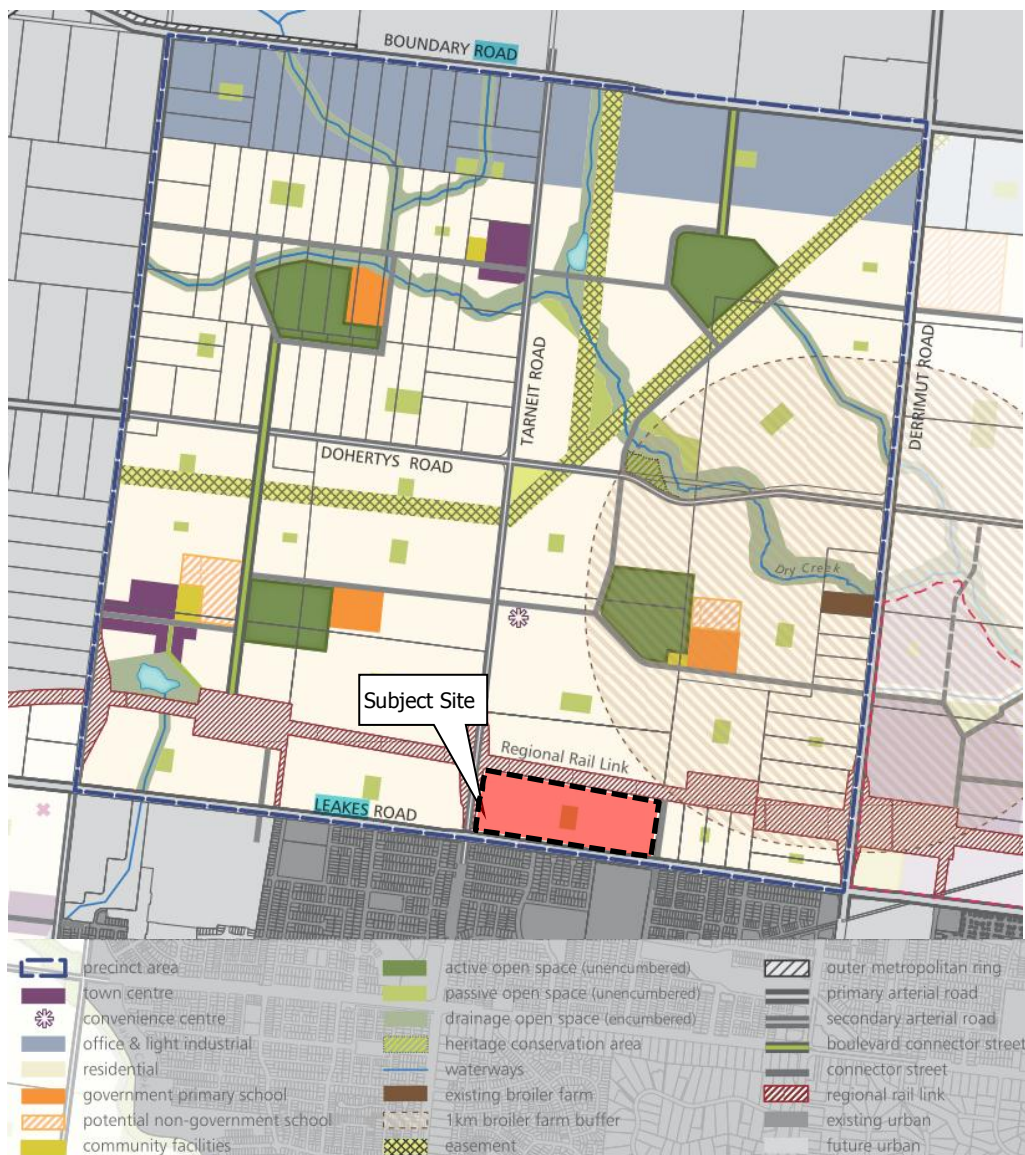 BOUNDARY ROAD
TARNEIT ROAD
DERRIMUT ROAD
DOHERTYS ROAD
Dry Creek
Subject Site
Regional Rail Link
LEAKES ROAD
precinct area
town centre
convenience centre
office & light industrial
residential
government primary school
potential non-government school
community facilities
active open space (unencumbered)
passive open space (unencumbered)
drainage open space (encumbered)
heritage conservation area
waterways
existing broiler farm
1km broiler farm buffer
easement
outer metropolitan ring
primary arterial road
secondary arterial road
boulevard connector street
connector street
regional rail link
existing urban
future urban